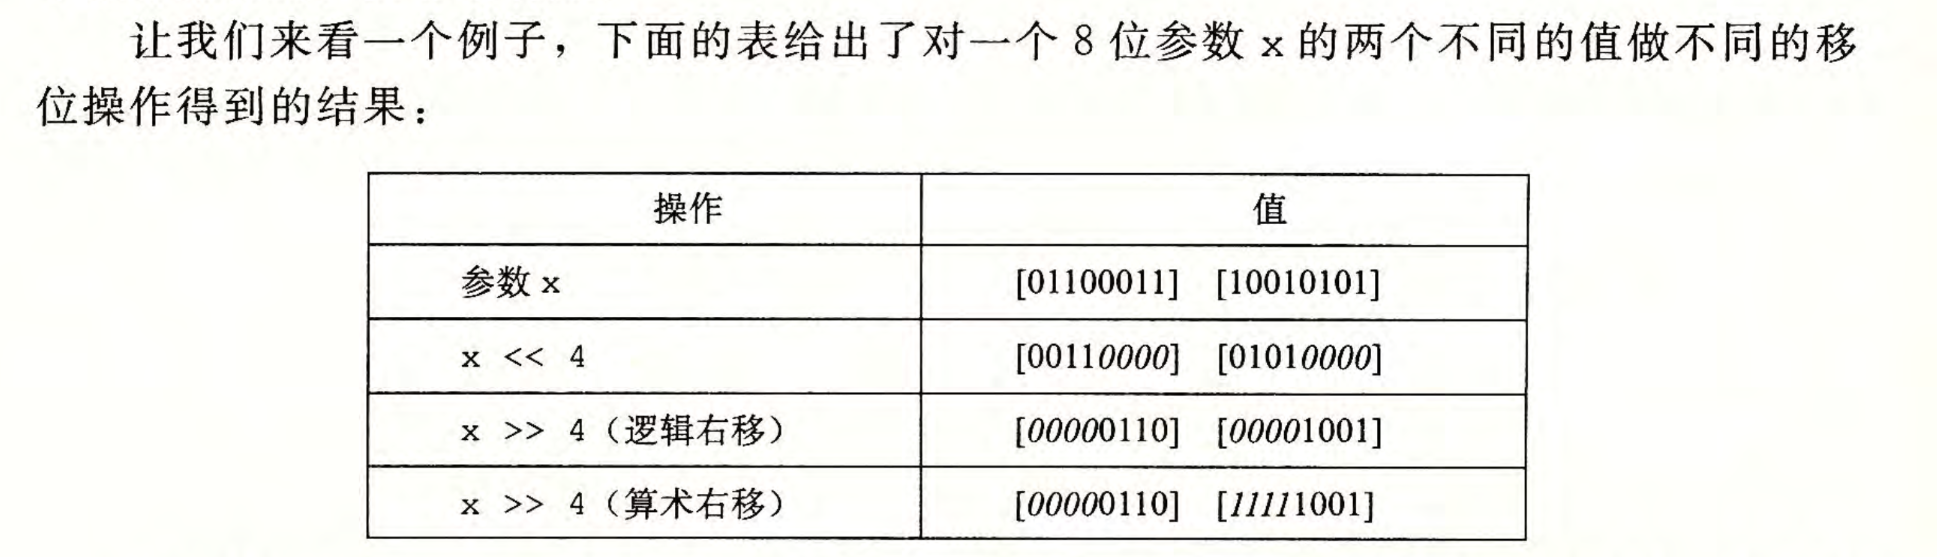 让我们来看一个例子，下面的表给出了对一个 8 位参数 x 的两个不同的值做不同的移
位操作得到的结果：
操作 值
参数 x [01100011] [10010101]
x << 4 [00110000] [01010000]
x >> 4（逻辑右移） [00000110] [00001001]
x >> 4（算术右移） [00000110] [11111001]